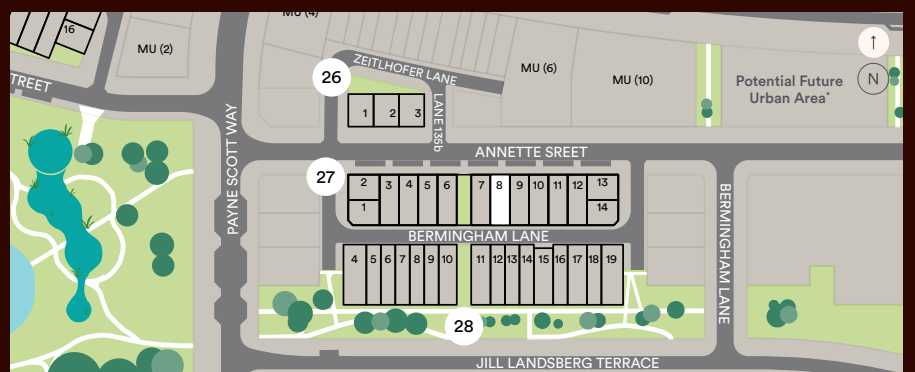 MU (4)
16
MU (2)
TREET
26
ZEITLHOFER LANE
MU (6)
MU (10)
Potential Future
Urban Area*
↑
N
1 2 3
LANE 135b
PAYNE SCOTT WAY
ANNETTE SREET
27
2 3 4 5 6 7 8 9 10 11 12 13
1 14
BERMINGHAM LANE
BERMINGHAM LANE
4 5 6 7 8 9 10 11 12 13 14 15 16 17 18 19
28
JILL LANDSBERG TERRACE